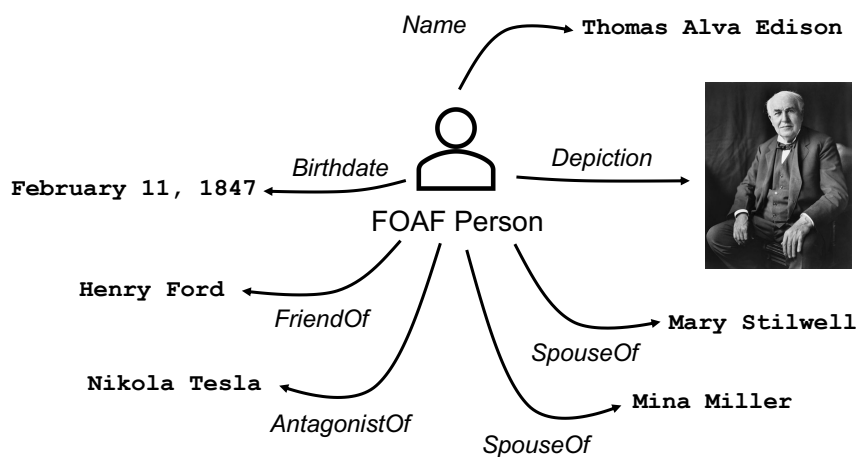 Name
Thomas Alva Edison
Birthdate
Depiction
February 11, 1847
FOAF Person
Henry Ford
FriendOf
Mary Stilwell
SpouseOf
Nikola Tesla
AntagonistOf
Mina Miller
SpouseOf